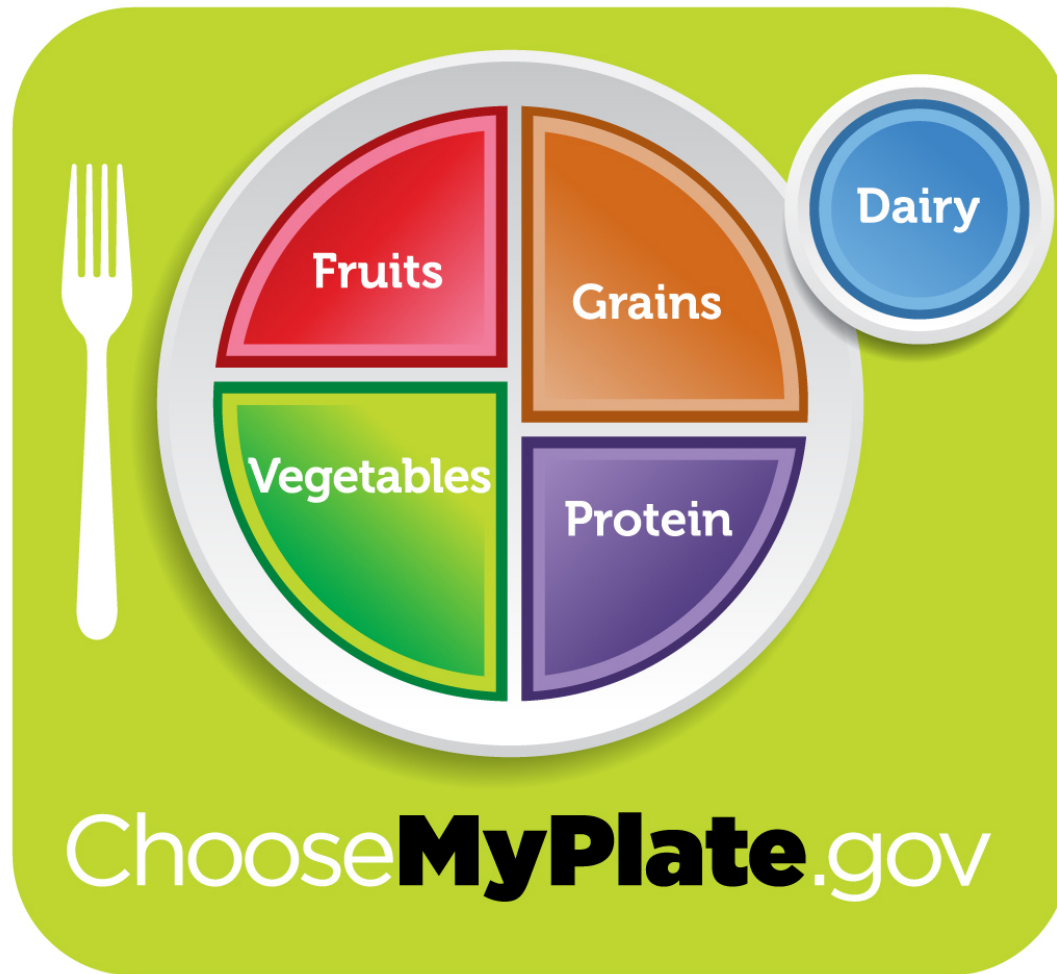 Fruits
Grains
Dairy
Vegetables
Protein
ChooseMyPlate.gov